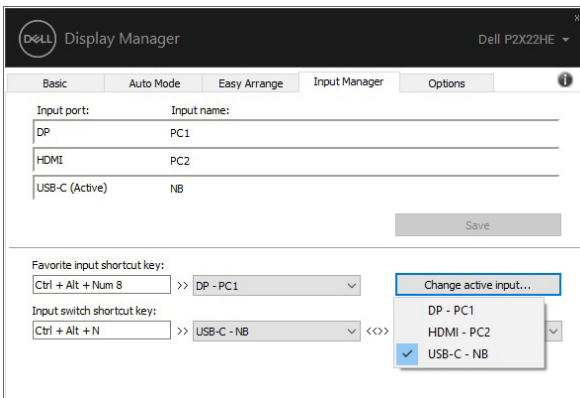 DELL Display Manager Dell P2X22HE
Basic Auto Mode Easy Arrange Input Manager Options i
Input port: Input name:
DP PC1
HDMI PC2
USB-C (Active) NB
Save
Favorite input shortcut key:
Ctrl + Alt + Num 8 >> DP - PC1 Change active input...
Input switch shortcut key:
Ctrl + Alt + N >> USB-C - NB <<>>
DP - PC1
HDMI - PC2
✓ USB-C - NB